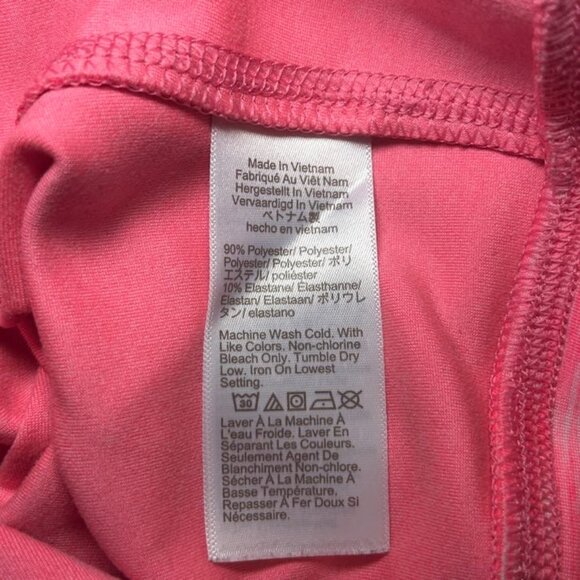 Made In Vietnam
Fabriqué Au Viêt Nam
Hergestellt In Vietnam
Vervaardigd In Vietnam
ベトナム製
hecho en vietnam
90% Polyester/ Polyester/
Polyester/ Polyester/ ポリ
エステル/ poliéster
10% Elastane/ Élasthanne/
Elastan/ Elastaan/ ポリウレ
タン/ elastano
Machine Wash Cold. With
Like Colors. Non-chlorine
Bleach Only. Tumble Dry
Low. Iron On Lowest
Setting.
30
Laver À La Machine À
L'eau Froide. Laver En
Séparant Les Couleurs.
Seulement Agent De
Blanchiment Non-chlore.
Sécher À La Machine À
Basse Température,
Repasser À Fer Doux Si
Nécessaire.